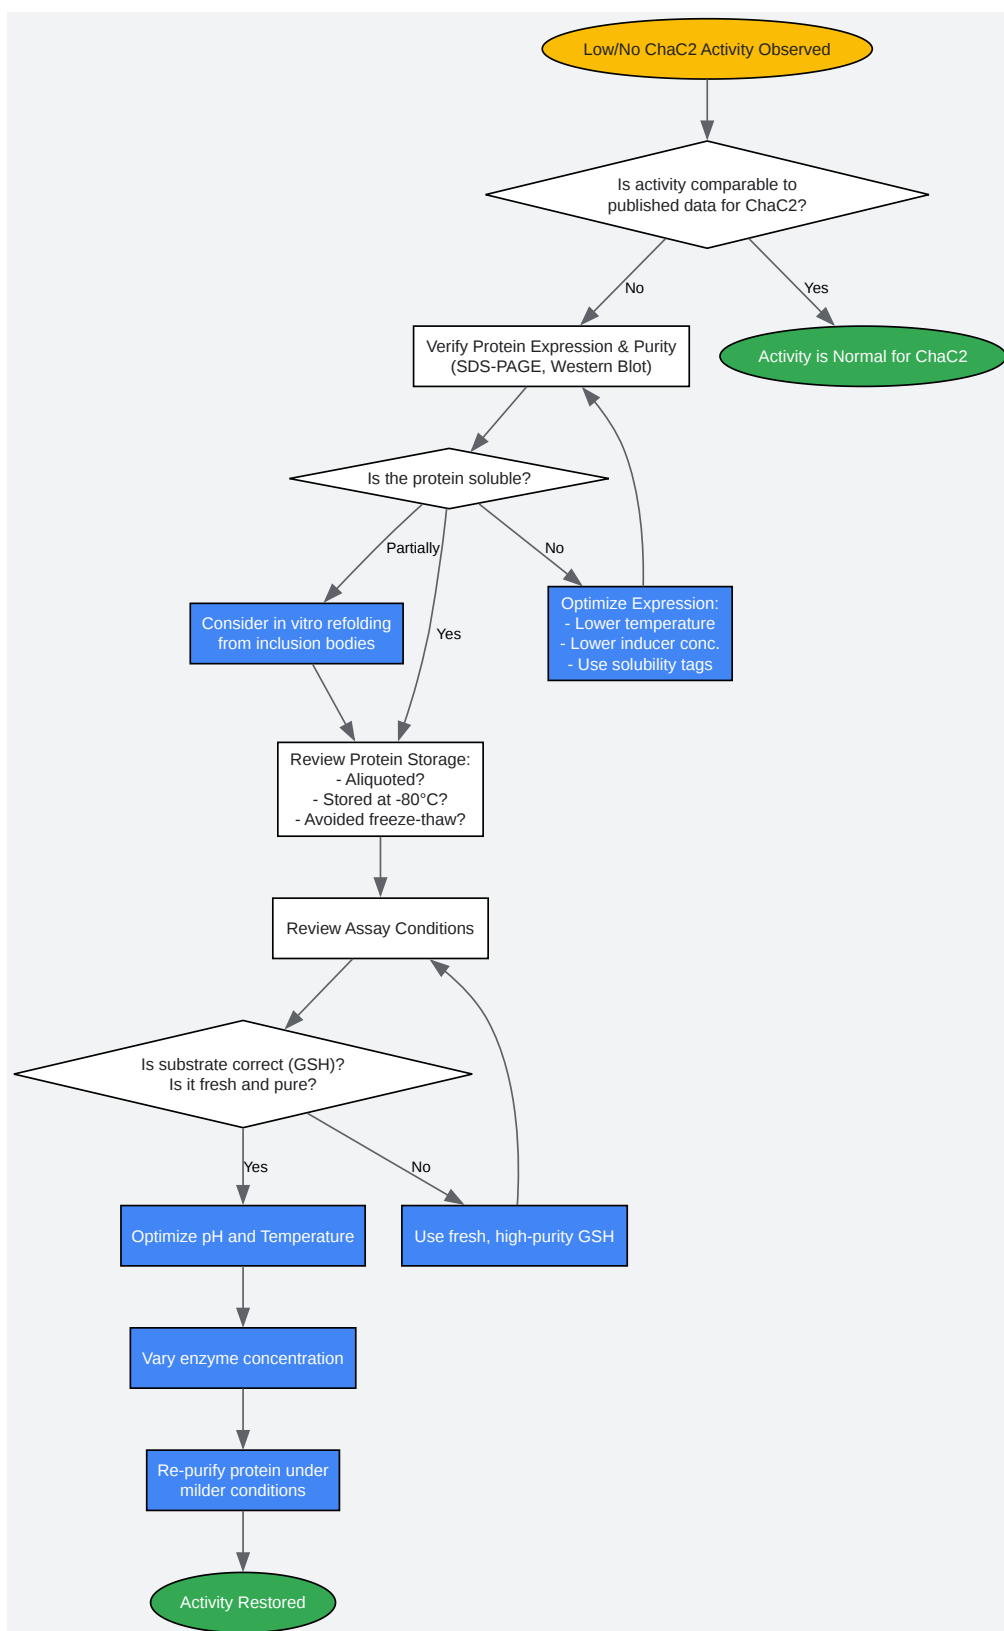 Low/No ChaC2 Activity Observed
Is activity comparable to
published data for ChaC2?
No
Yes
Verify Protein Expression & Purity
(SDS-PAGE, Western Blot)
Activity is Normal for ChaC2
Is the protein soluble?
Partially
No
Yes
Consider in vitro refolding
from inclusion bodies
Optimize Expression:
- Lower temperature
- Lower inducer conc.
- Use solubility tags
Review Protein Storage:
- Aliquoted?
- Stored at -80°C?
- Avoided freeze-thaw?
Review Assay Conditions
Is substrate correct (GSH)?
Is it fresh and pure?
Yes
No
Optimize pH and Temperature
Use fresh, high-purity GSH
Vary enzyme concentration
Re-purify protein under
milder conditions
Activity Restored